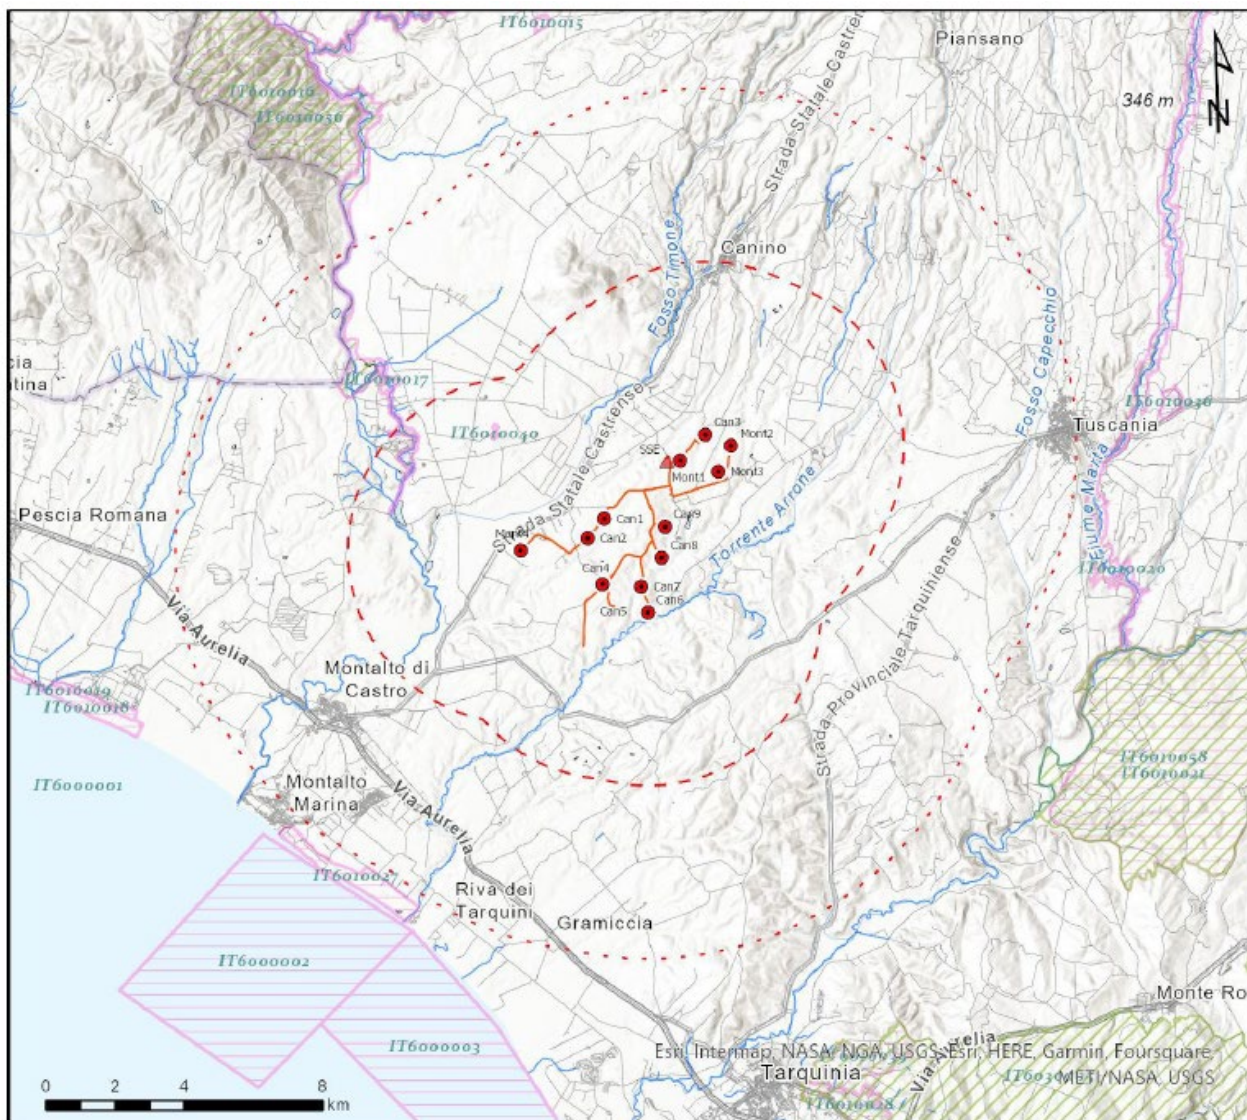 IT6010015
Piansano
IT6010016
IT6010056
346 m
N
Strada Statale Castren
Canino
Fosso Timone
Fosso Capecchio
IT6010017
IT6010036
IT6010040
Tuscania
Strada Statale Castrense
Can3
Mont2
SSE
Mont1
Mont3
Torrente Arrone
Fiume Marta
Pescia Romana
Can1
Can9
Can2
Can8
Can4
Can7
Can5
Can6
IT6010020
Strada Provinciale Tarquiniense
Via Aurelia
Montalto di
Castro
IT6010019
IT6010018
IT6010058
IT6010021
IT6000001
Montalto
Marina
Via Aurelia
IT6010027
Riva dei
Tarquini
Gramiccia
IT6000002
Monte Ro
IT6000003
Via Aurelia
Esri, Intermap, NASA, NGA, USGS, Esri, HERE, Garmin, Foursquare,
METI/NASA, USGS
Tarquinia
IT6010028
0 2 4 8
km